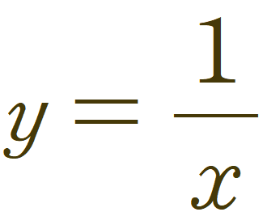 y = 1/x